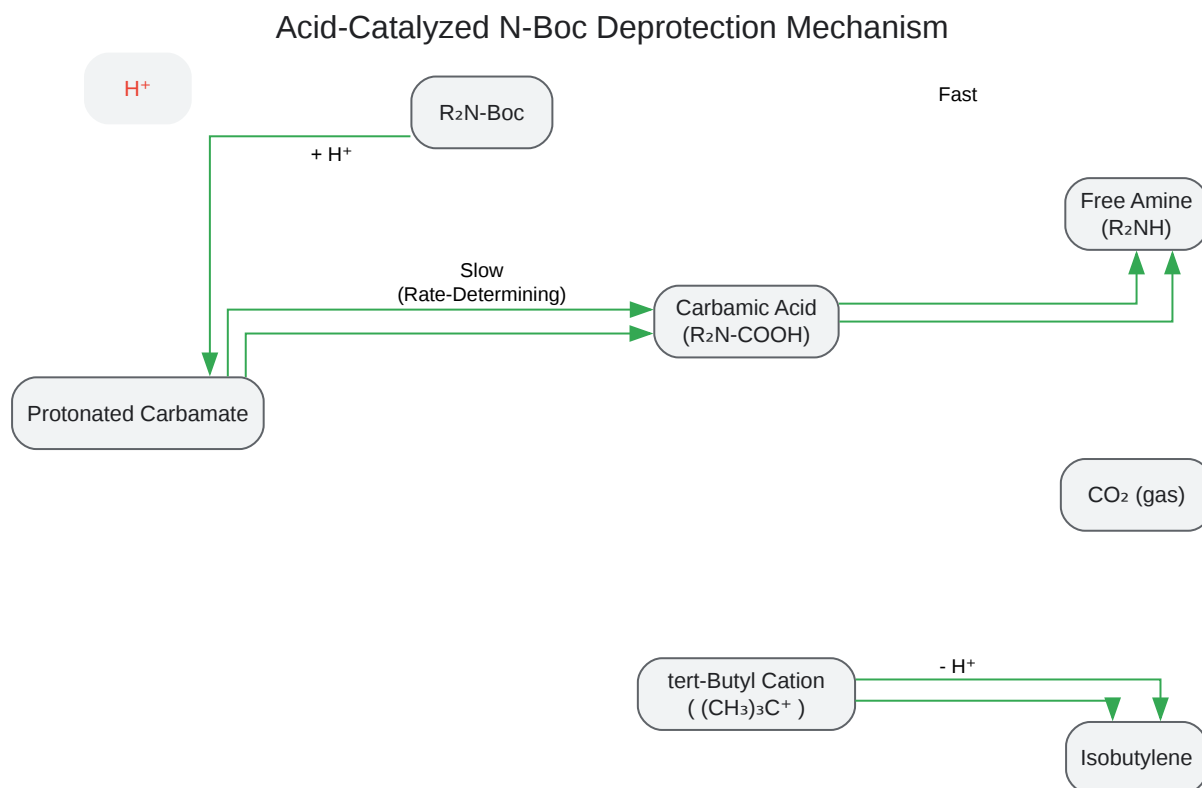 Acid-Catalyzed N-Boc Deprotection Mechanism
H⁺
R₂N-Boc
Fast
+ H⁺
Free Amine
(R₂NH)
Slow
(Rate-Determining)
Carbamic Acid
(R₂N-COOH)
Protonated Carbamate
CO₂ (gas)
tert-Butyl Cation
( (CH₃)₃C⁺ )
- H⁺
Isobutylene